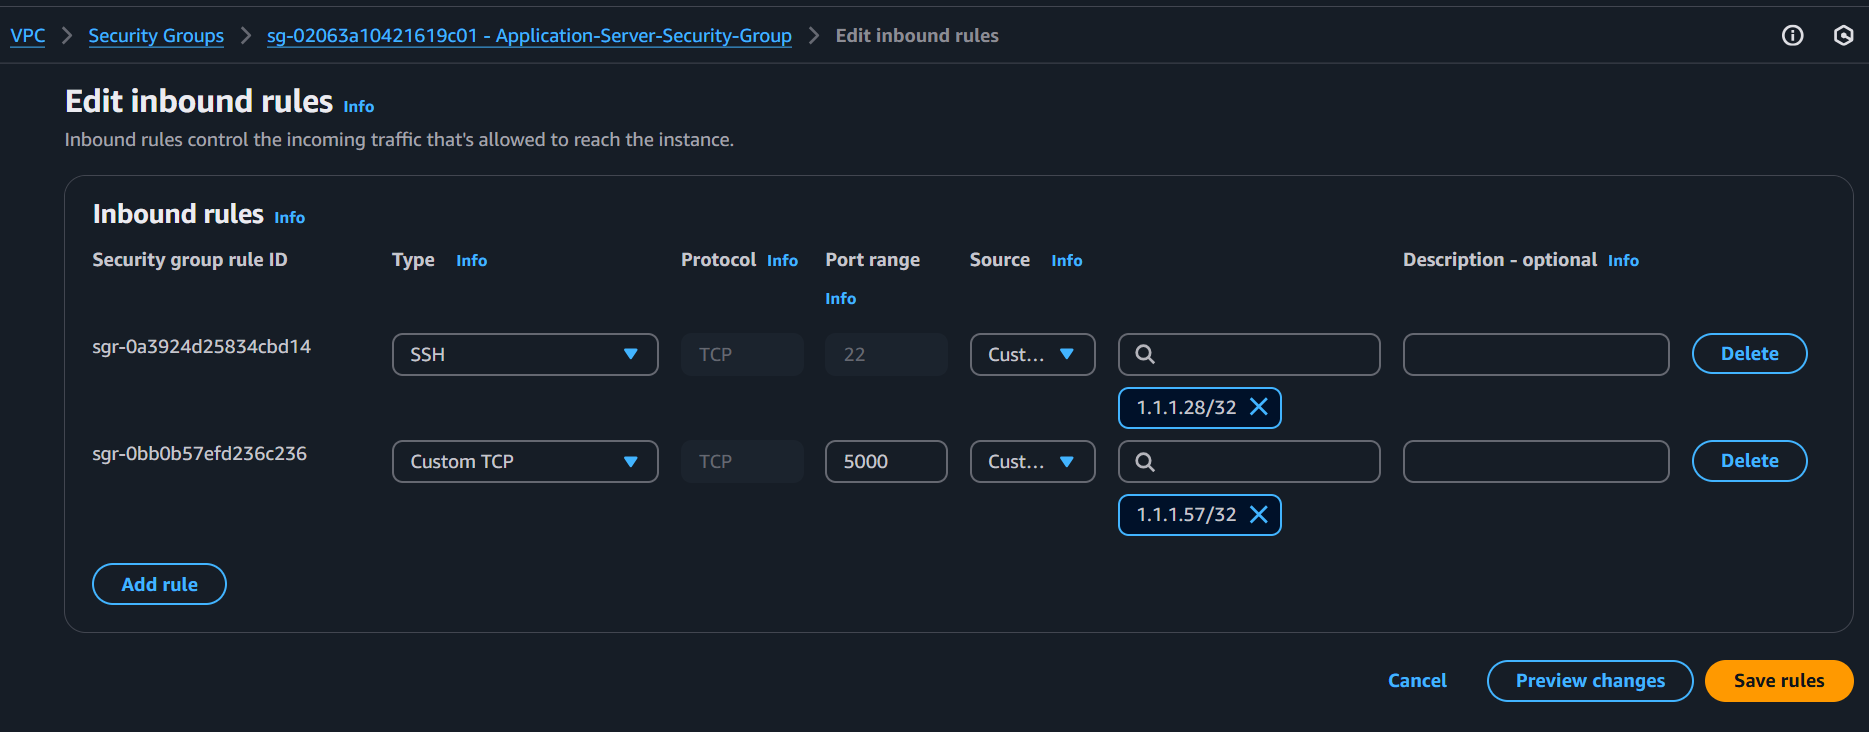 VPC > Security Groups > sg-02063a10421619c01 - Application-Server-Security-Group > Edit inbound rules
Edit inbound rules Info
Inbound rules control the incoming traffic that's allowed to reach the instance.
Inbound rules Info
Security group rule ID Type Info Protocol Info Port range Source Info Description - optional Info
Info
sgr-0a3924d25834cbd14 SSH TCP 22 Cust... Delete
1.1.1.28/32
sgr-0bb0b57efd236c236 Custom TCP TCP 5000 Cust... Delete
1.1.1.57/32
Add rule
Cancel Preview changes Save rules